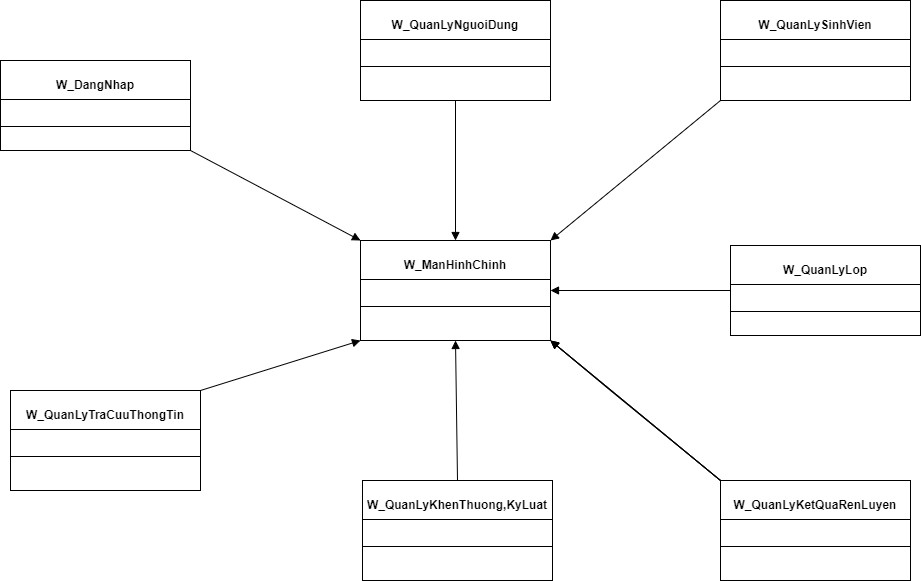 W_QuanLyNguoiDung
W_QuanLySinhVien
W_DangNhap
W_ManHinhChinh
W_QuanLyLop
W_QuanLyTraCuuThongTin
W_QuanLyKhenThuong,KyLuat
W_QuanLyKetQuaRenLuyen